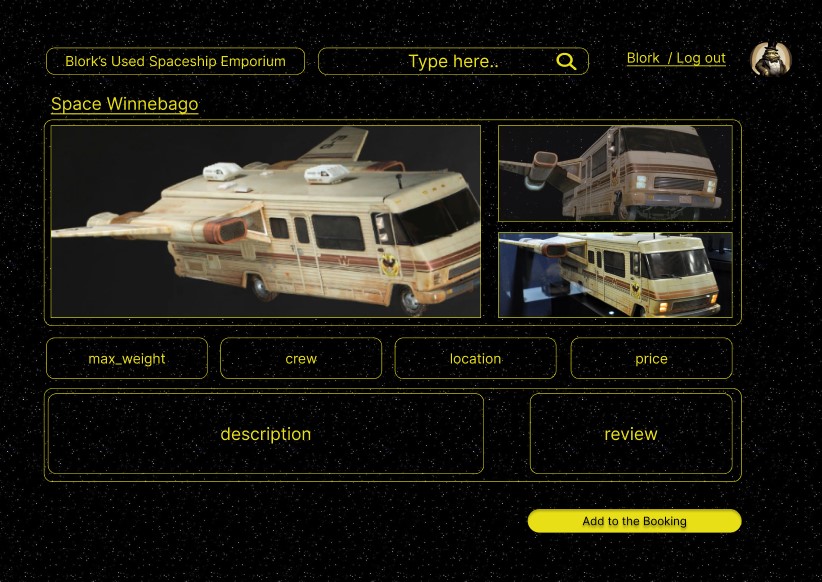 Blork's Used Spaceship Emporium
Type here..
Blork / Log out
Space Winnebago
W
max_weight
crew
location
price
description
review
Add to the Booking